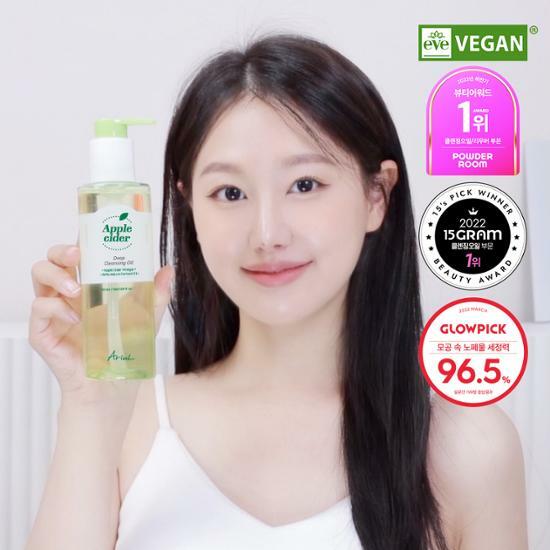 eve VEGAN®
2022년 하반기
뷰티어워드
AWARD
1위
클렌징오일/리무버 부문
POWDER
ROOM
15's PICK WINNER
2022
15GRAM
클렌징오일 부문
1위
BEAUTY AWARD
GLOWPICK
모공 속 노폐물 세정력
96.5%
Apple
cider
Deep
Cleansing Oil
Ariul